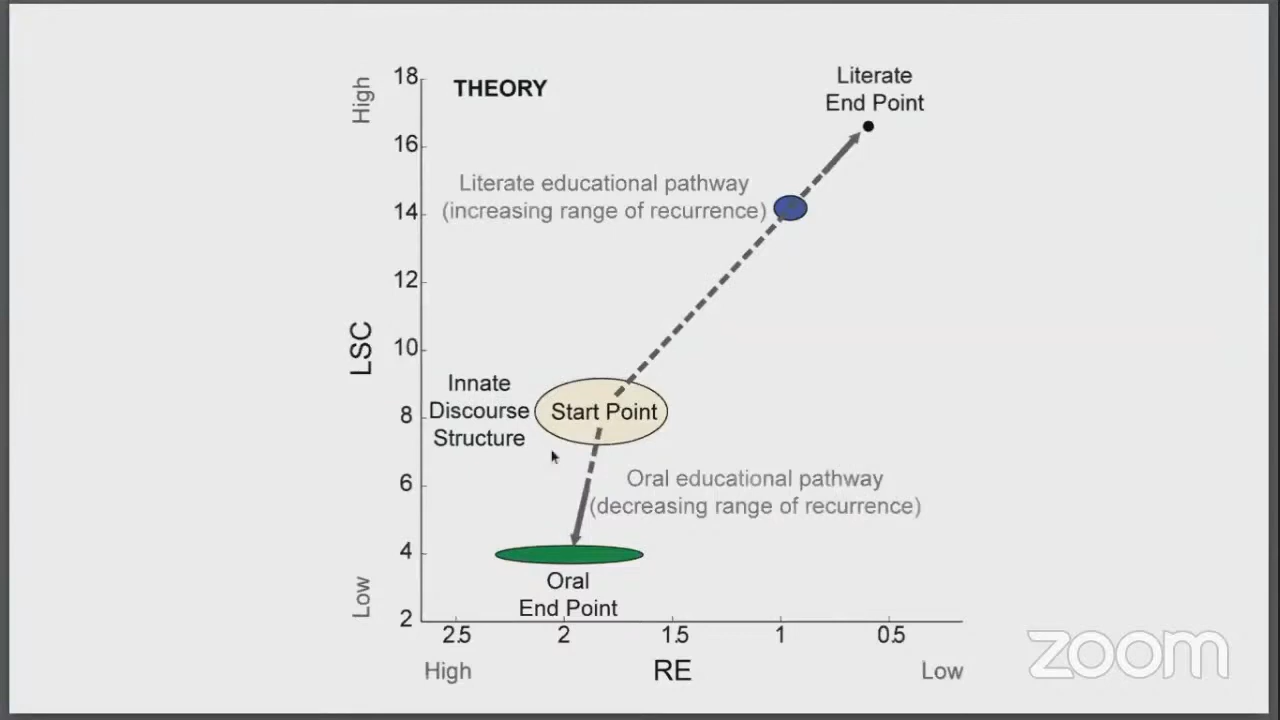 THEORY
Literate
End Point
High
18
16
14
12
10
8
6
4
2
Low
LSC
Literate educational pathway
(increasing range of recurrence)
Innate
Discourse
Structure
Start Point
Oral educational pathway
(decreasing range of recurrence)
Oral
End Point
2.5
2
1.5
1
0.5
High
RE
Low
zoom